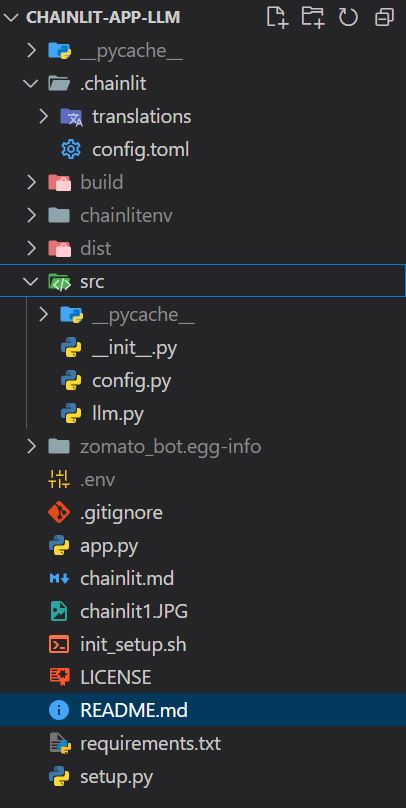 CHAINLIT-APP-LLM
__pycache__
.chainlit
translations
config.toml
build
chainlitenv
dist
src
__pycache__
__init__.py
config.py
llm.py
zomato_bot.egg-info
.env
.gitignore
app.py
chainlit.md
chainlit1.JPG
init_setup.sh
LICENSE
README.md
requirements.txt
setup.py